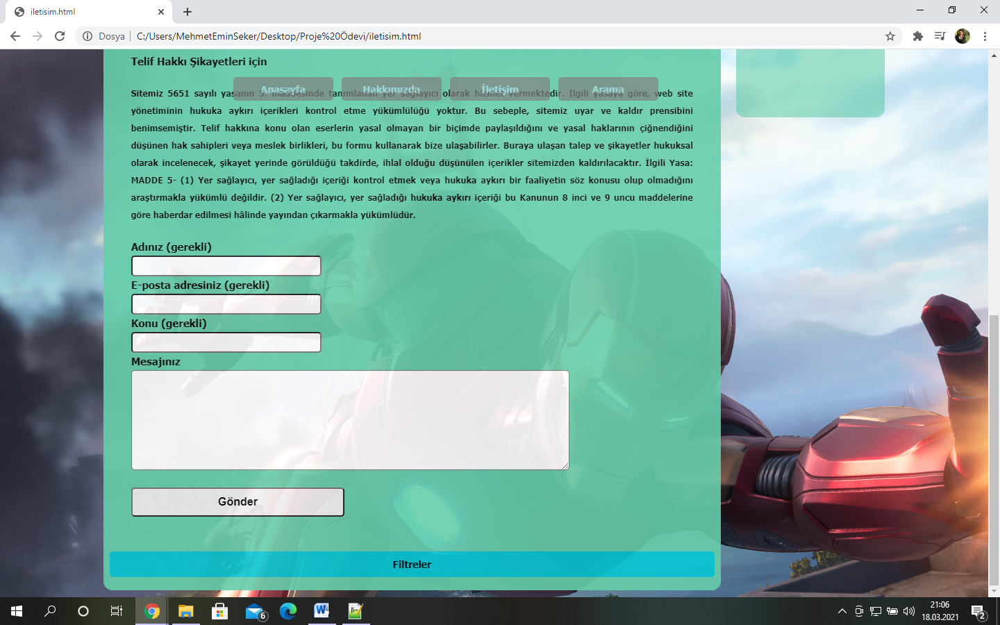 iletisim.html
Dosya
C:/Users/MehmetEminSeker/Desktop/Proje%20Ödevi/iletisim.html
Telif Hakkı Şikayetleri için
Anasayfa
Hakkımızda
İletişim
Arama
Sitemiz 5651 sayılı yasanın 5. maddesinde tanımlanan yer sağlayıcı olarak hizmet vermektedir. İlgili yasaya göre, web site
yönetiminin hukuka aykırı içerikleri kontrol etme yükümlülüğü yoktur. Bu sebeple, sitemiz uyar ve kaldır prensibini
benimsemiştir. Telif hakkına konu olan eserlerin yasal olmayan bir biçimde paylaşıldığını ve yasal haklarının çiğnendiğini
düşünen hak sahipleri veya meslek birlikleri, bu formu kullanarak bize ulaşabilirler. Buraya ulaşan talep ve şikayetler hukuksal
olarak incelenecek, şikayet yerinde görüldüğü takdirde, ihlal olduğu düşünülen içerikler sitemizden kaldırılacaktır. İlgili Yasa:
MADDE 5- (1) Yer sağlayıcı, yer sağladığı içeriği kontrol etmek veya hukuka aykırı bir faaliyetin söz konusu olup olmadığını
araştırmakla yükümlü değildir. (2) Yer sağlayıcı, yer sağladığı hukuka aykırı içeriği bu Kanunun 8 inci ve 9 uncu maddelerine
göre haberdar edilmesi hâlinde yayından çıkarmakla yükümlüdür.
Adınız (gerekli)
E-posta adresiniz (gerekli)
Konu (gerekli)
Mesajınız
Gönder
Filtreler
6
21:06
18.03.2021
2